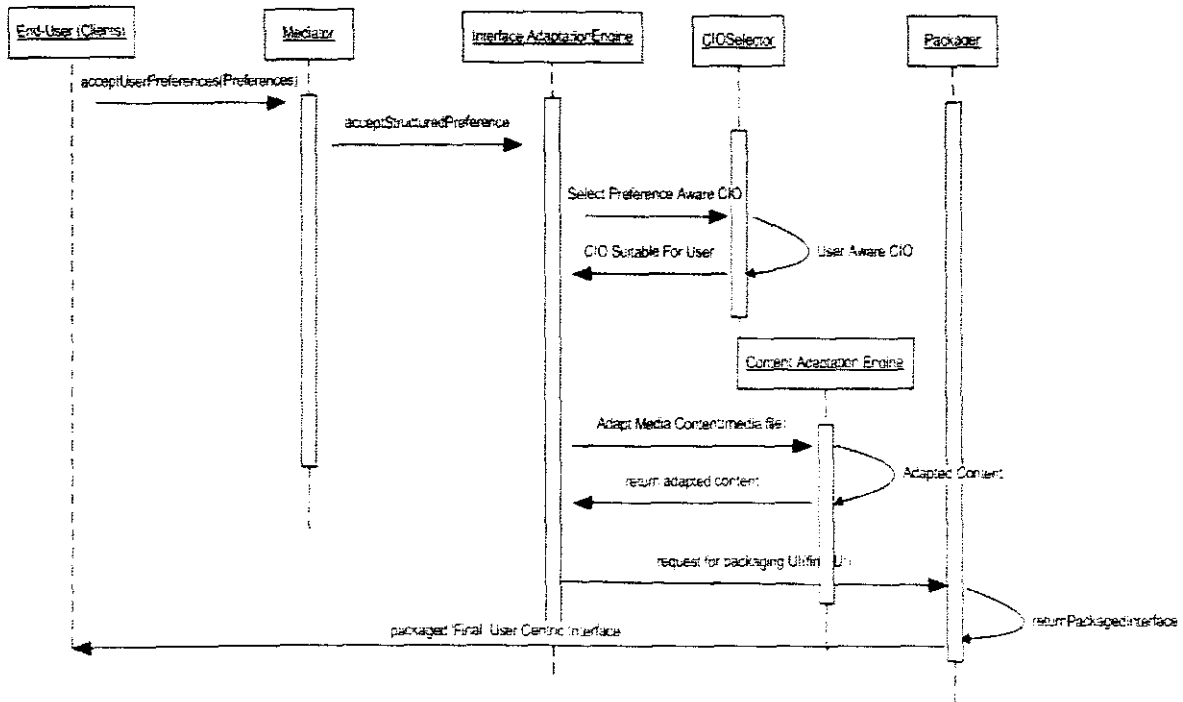 End-User (Clients)
Mediator
Interface AdaptationEngine
CIOSelector
Packager
acceptUserPreferences(Preferences)
acceptStructuredPreference
Select Preference Aware CIO
CIO Suitable For User
User Aware CIO
Content Adaptation Engine
Adapt Media Content(media file)
Adapted Content
return adapted content
request for packaging UI
packaged 'Final' User Centric Interface
returnPackagedInterface